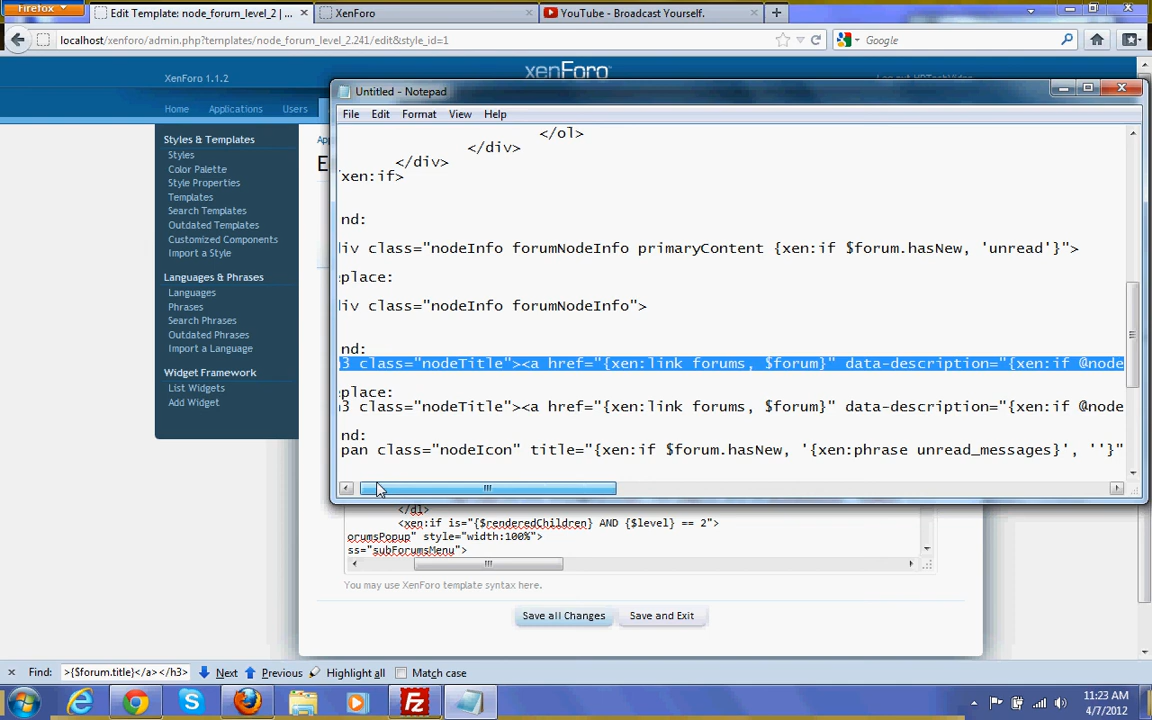 Firefox
Edit Template: node_forum_level_2 | ...
XenForo
YouTube - Broadcast Yourself.
localhost/xenforo/admin.php?templates/node_forum_level_2.241/edit&style_id=1
Google
XenForo 1.1.2
xenForo
Home
Applications
Users
Styles & Templates
Styles
Color Palette
Style Properties
Templates
Search Templates
Outdated Templates
Customized Components
Import a Style
Languages & Phrases
Languages
Phrases
Search Phrases
Outdated Phrases
Import a Language
Widget Framework
List Widgets
Add Widget
Untitled - Notepad
File Edit Format View Help
</ol>
</div>
</div>
xen:if>
nd:
div class="nodeInfo forumNodeInfo primaryContent {xen:if $forum.hasNew, 'unread'}">
place:
div class="nodeInfo forumNodeInfo">
nd:
3 class="nodeTitle"><a href="{xen:link forums, $forum}" data-description="{xen:if @node
place:
3 class="nodeTitle"><a href="{xen:link forums, $forum}" data-description="{xen:if @node
nd:
pan class="nodeIcon" title="{xen:if $forum.hasNew, '{xen:phrase unread_messages}', ''}"
</dl>
<xen:if is="{$renderedChildren} AND {$level} == 2">
orumsPopup" style="width:100%">
ss="subForumsMenu">
You may use XenForo template syntax here.
Save all Changes
Save and Exit
Find:
>{$forum.title}</a></h3>
Next
Previous
Highlight all
Match case
11:23 AM
4/7/2012